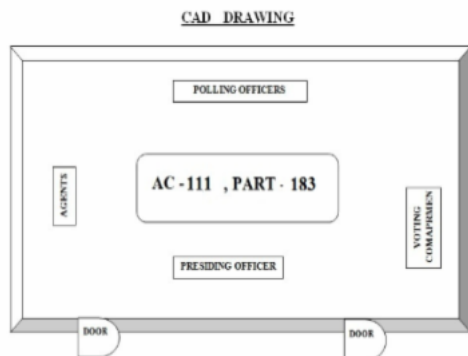 CAD DRAWING
POLLING OFFICERS
AGENTS
AC -111 , PART - 183
VOTING
COMAPRMEN
PRESIDING OFFICER
DOOR
DOOR